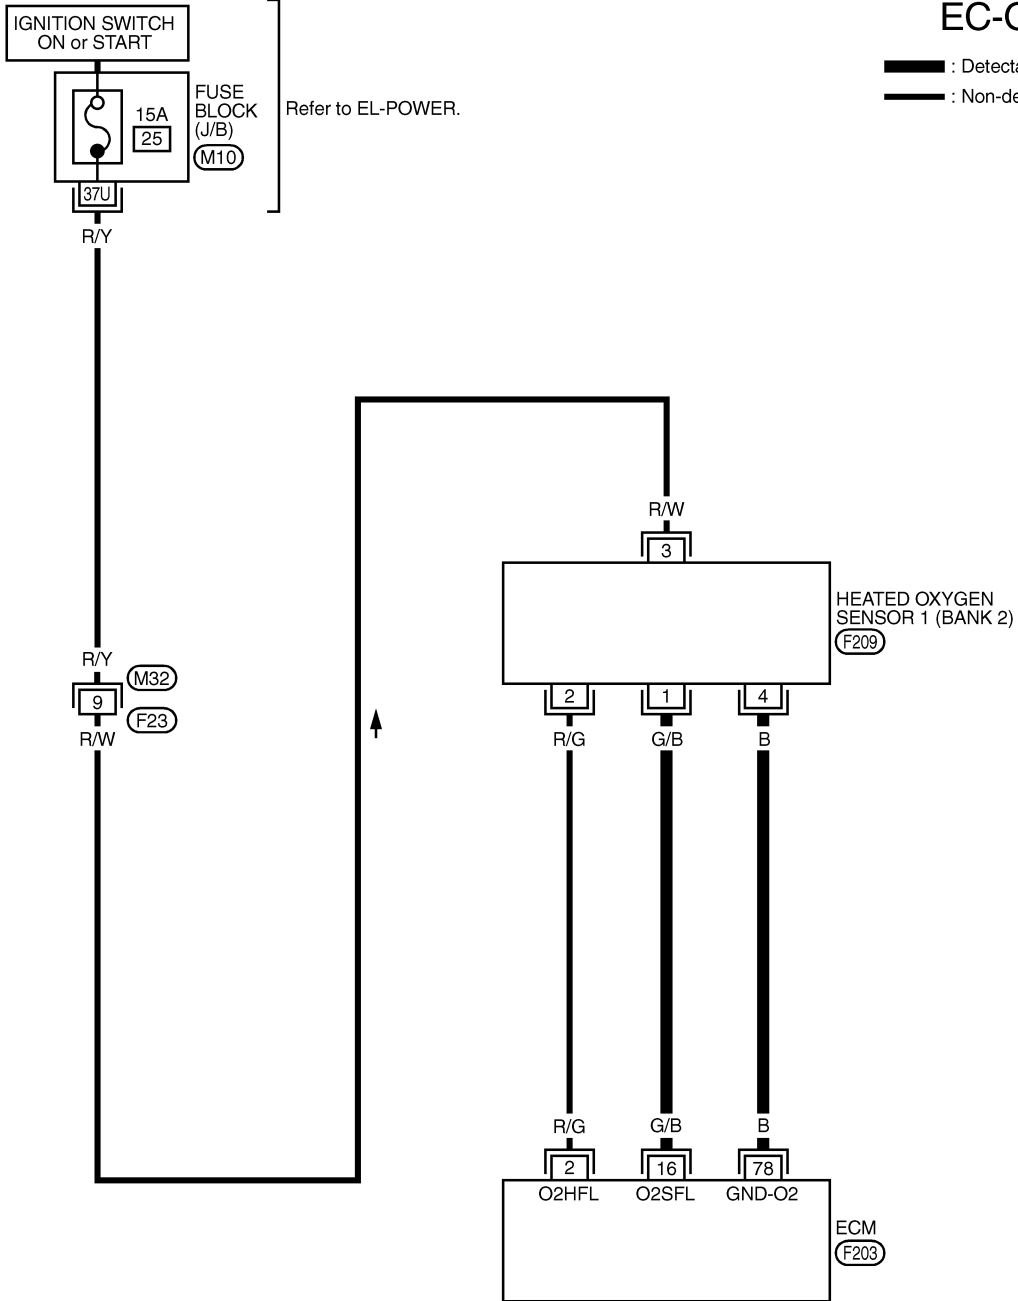 IGNITION SWITCH
ON or START
EC-O
: Detecta
: Non-de
FUSE
BLOCK
(J/B)
M10
15A
25
Refer to EL-POWER.
37U
R/Y
R/W
3
HEATED OXYGEN
SENSOR 1 (BANK 2)
F209
R/Y
M32
9
F23
R/W
2
1
4
R/G
G/B
B
R/G
G/B
B
2
16
78
O2HFL
O2SFL
GND-O2
ECM
F203